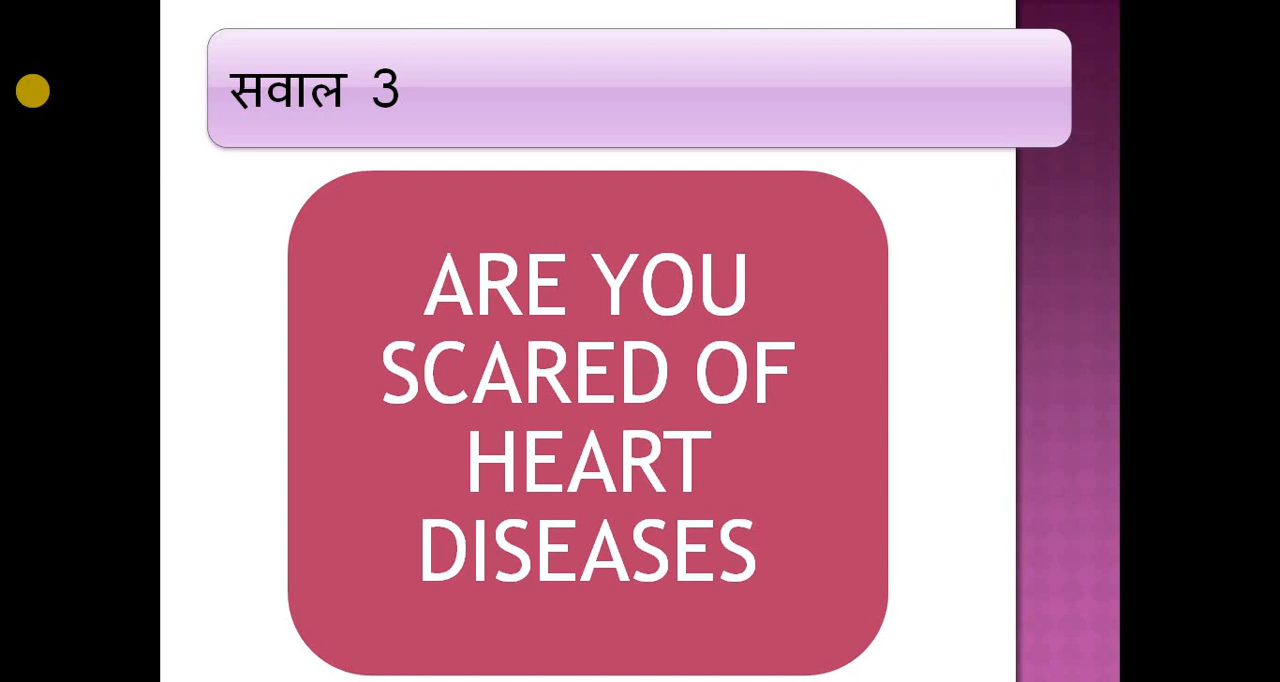 सवाल 3
ARE YOU
SCARED OF
HEART
DISEASES